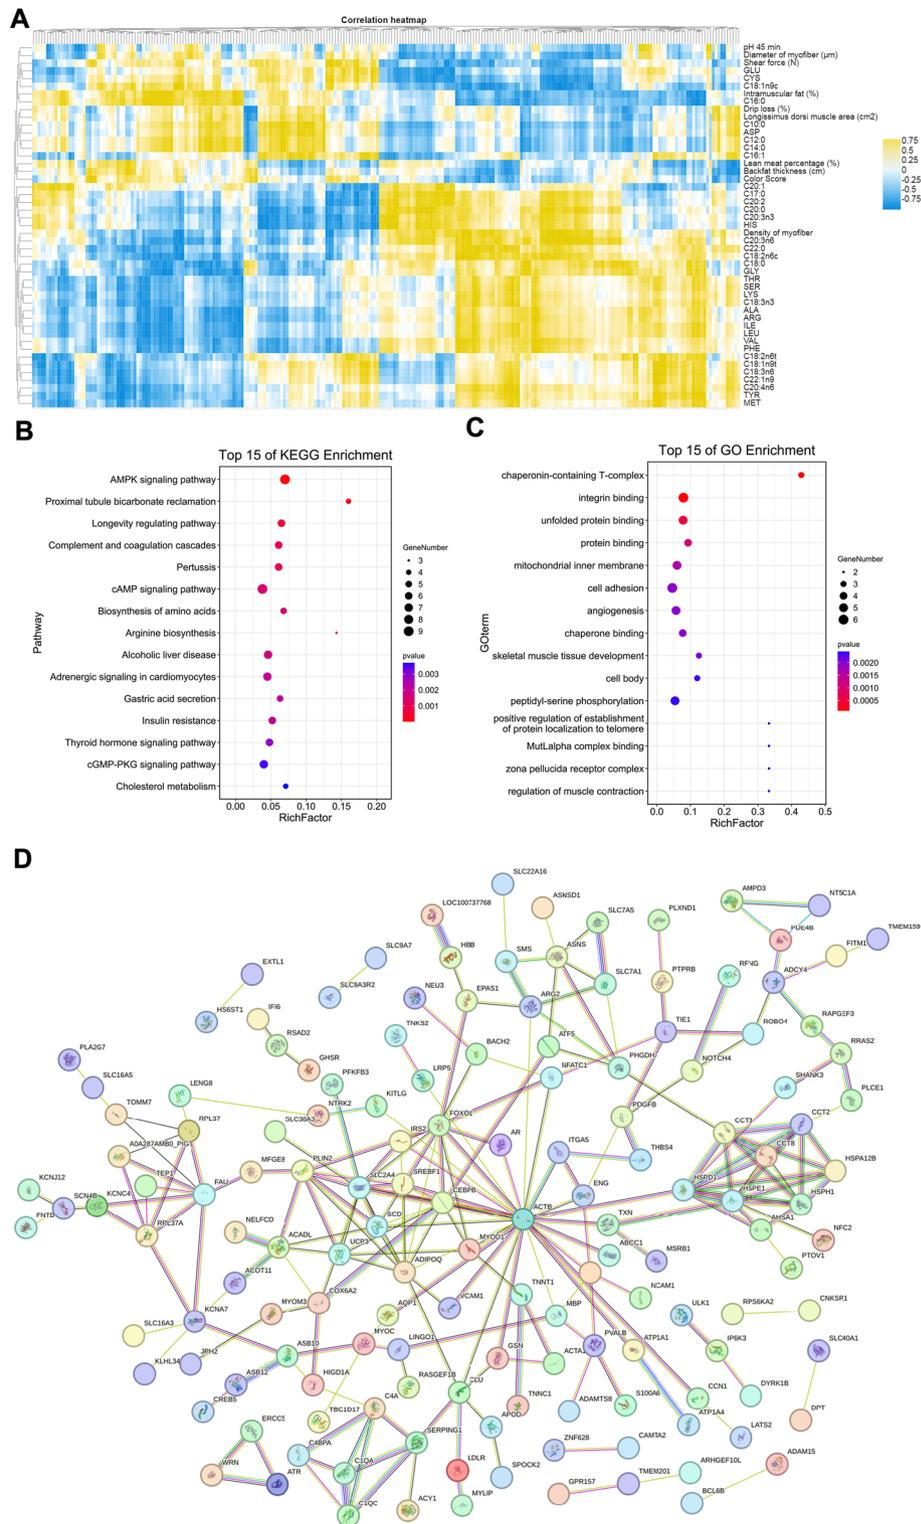 A
Correlation heatmap
pH 45 min
Diameter of myofiber (μm)
Shear force (N)
GLU
CYS
C18:1n9c
Intramuscular fat (%)
C16:0
Drip loss (%)
Longissimus dorsi muscle area (cm2)
C10:0
ASP
C12:0
C14:0
C16:1
Lean meat percentage (%)
Backfat thickness (cm)
Color Score
C20:1
C17:0
C20:2
C20:0
C20:3n3
HIS
Density of myofiber
C20:3n6
C22:0
C18:2n6c
C18:0
GLY
THR
SER
LYS
C18:3n3
ALA
ARG
ILE
LEU
VAL
PHE
C18:2n6t
C18:1n9t
C18:3n6
C22:1n9
C20:4n6
TYR
MET
0.75
0.5
0.25
0
-0.25
-0.5
-0.75
B
Top 15 of KEGG Enrichment
Pathway
AMPK signaling pathway
Proximal tubule bicarbonate reclamation
Longevity regulating pathway
Complement and coagulation cascades
Pertussis
cAMP signaling pathway
Biosynthesis of amino acids
Arginine biosynthesis
Alcoholic liver disease
Adrenergic signaling in cardiomyocytes
Gastric acid secretion
Insulin resistance
Thyroid hormone signaling pathway
cGMP-PKG signaling pathway
Cholesterol metabolism
0.00 0.05 0.10 0.15 0.20
RichFactor
GeneNumber
3
4
5
6
7
8
9
pvalue
0.003
0.002
0.001
C
Top 15 of GO Enrichment
GOterm
chaperonin-containing T-complex
integrin binding
unfolded protein binding
protein binding
mitochondrial inner membrane
cell adhesion
angiogenesis
chaperone binding
skeletal muscle tissue development
cell body
peptidyl-serine phosphorylation
positive regulation of establishment
of protein localization to telomere
MutLalpha complex binding
zona pellucida receptor complex
regulation of muscle contraction
0.0 0.1 0.2 0.3 0.4 0.5
RichFactor
GeneNumber
2
3
4
5
6
pvalue
0.0020
0.0015
0.0010
0.0005
D
SLC22A16
AMPD3
NT5C1A
ASNSD1
LOC100737768
SLC7A5
PLXND1
PDE4B
TMEM159
HBB
SMS
ASNS
FITM1
SLC9A7
EXTL1
SLC7A1
PTPRB
RFNG
ADCY4
SLC9A3R2
NEU3
EPAS1
ARG2
HS6ST1
IFI6
TIE1
ROBO4
RAPGEF3
RSAD2
TNKS2
BACH2
ATF5
RRAS2
PLA2G7
GHSR
LRP5
NFATC1
PHGDH
NOTCH4
SLC16A5
LENG8
PFKFB3
SHANK3
PLCE1
TOMM7
RPL37
NTRK2
KITLG
FOXO1
PDGFB
SLC30A3
IRS2
AR
CCT2
A0A287AMB0_PIG
ITGA5
THBS4
CCT8
MFGE8
PLIN2
HSPA12B
KCNJ12
TEP1
FAU
SLC2A4
SREBF1
CEBPB
ENG
HSPD1
HSPE1
HSPH1
SCN4B
KCNC4
SCD
ACTB
TXN
AHSA1
NFC2
RPL37A
NELFCD
ACADL
UCP3
MYOD1
ABCC1
MSRB1
PTOV1
ADIPOQ
ACOT11
COX6A2
VCAM1
TNNT1
NCAM1
MYOM3
AQP1
MBP
ULK1
RPS6KA2
CNKSR1
KCNA7
SLC16A3
MYOC
LINGO1
GSN
PVALB
ATP1A1
IP6K3
SLC40A1
KLHL34
JPH2
ASB10
HIGD1A
RASGEF1B
ASB12
CLU
TNNC1
ADAMTS8
S100A6
CCN1
DYRK1B
CREB5
TBC1D17
C4A
APOD
ATP1A4
LATS2
DPT
ERCC5
SERPING1
C4BPA
ZNF628
CAMTA2
WRN
ATR
C1QA
LDLR
SPOCK2
ARHGEF10L
ADAM15
TMEM201
GPR157
BCL6B
C1QC
ACY1
MYLIP